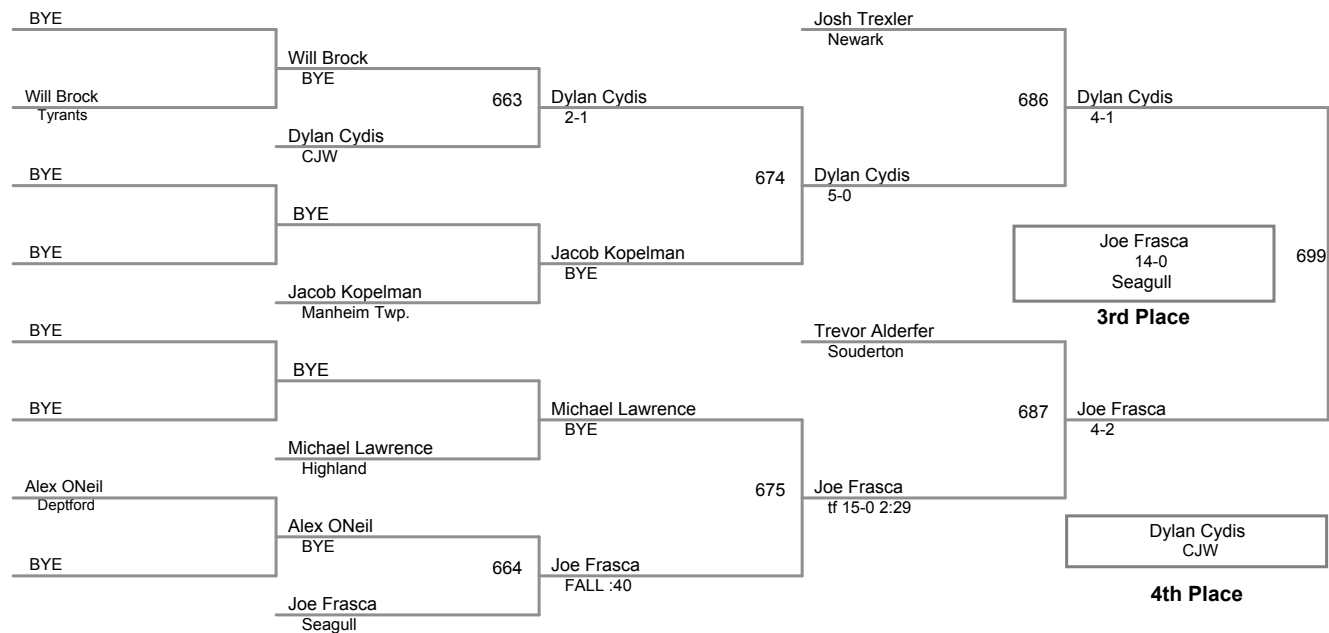 BYE
Will Brock
Tyrants
BYE
BYE
BYE
BYE
Alex ONeil
Deptford
BYE
Will Brock
BYE
663
Dylan Cydis
CJW
BYE
Jacob Kopelman
Manheim Twp.
BYE
Michael Lawrence
Highland
Alex ONeil
BYE
664
Joe Frasca
Seagull
Dylan Cydis
2-1
674
Jacob Kopelman
BYE
Michael Lawrence
BYE
675
Joe Frasca
FALL :40
Josh Trexler
Newark
686
Dylan Cydis
5-0
Trevor Alderfer
Souderton
687
Joe Frasca
tf 15-0 2:29
Dylan Cydis
4-1
699
Joe Frasca
4-2
Joe Frasca
14-0
Seagull
3rd Place
Dylan Cydis
CJW
4th Place